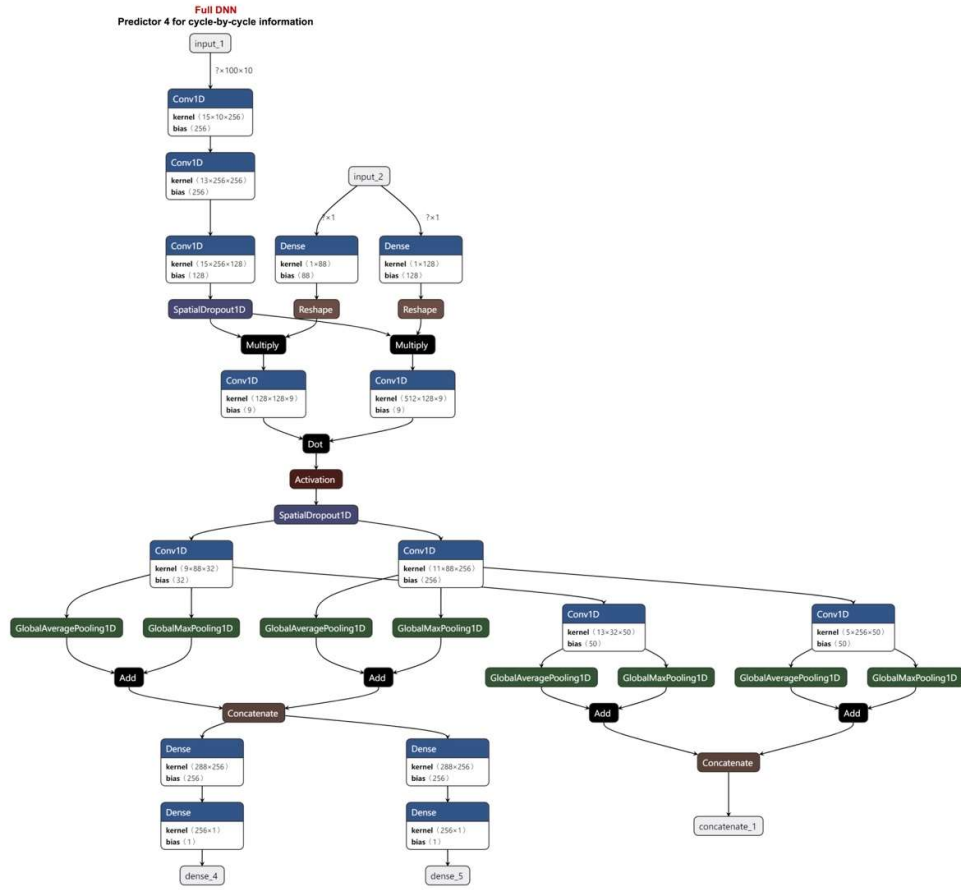 Full DNN
Predictor 4 for cycle-by-cycle information
input_1
?×100×10
Conv1D
kernel (15×10×256)
bias (256)
Conv1D
kernel (13×256×256)
bias (256)
input_2
?×1
?×1
Conv1D
kernel (15×256×128)
bias (128)
Dense
kernel (1×88)
bias (88)
Dense
kernel (1×128)
bias (128)
SpatialDropout1D
Reshape
Reshape
Multiply
Multiply
Conv1D
kernel (128×128×9)
bias (9)
Conv1D
kernel (512×128×9)
bias (9)
Dot
Activation
SpatialDropout1D
Conv1D
kernel (9×88×32)
bias (32)
Conv1D
kernel (11×88×256)
bias (256)
GlobalAveragePooling1D
GlobalMaxPooling1D
GlobalAveragePooling1D
GlobalMaxPooling1D
Conv1D
kernel (13×32×50)
bias (50)
Conv1D
kernel (5×256×50)
bias (50)
Add
Add
GlobalAveragePooling1D
GlobalMaxPooling1D
GlobalAveragePooling1D
GlobalMaxPooling1D
Concatenate
Add
Add
Dense
kernel (288×256)
bias (256)
Dense
kernel (288×256)
bias (256)
Concatenate
Dense
kernel (256×1)
bias (1)
Dense
kernel (256×1)
bias (1)
concatenate_1
dense_4
dense_5